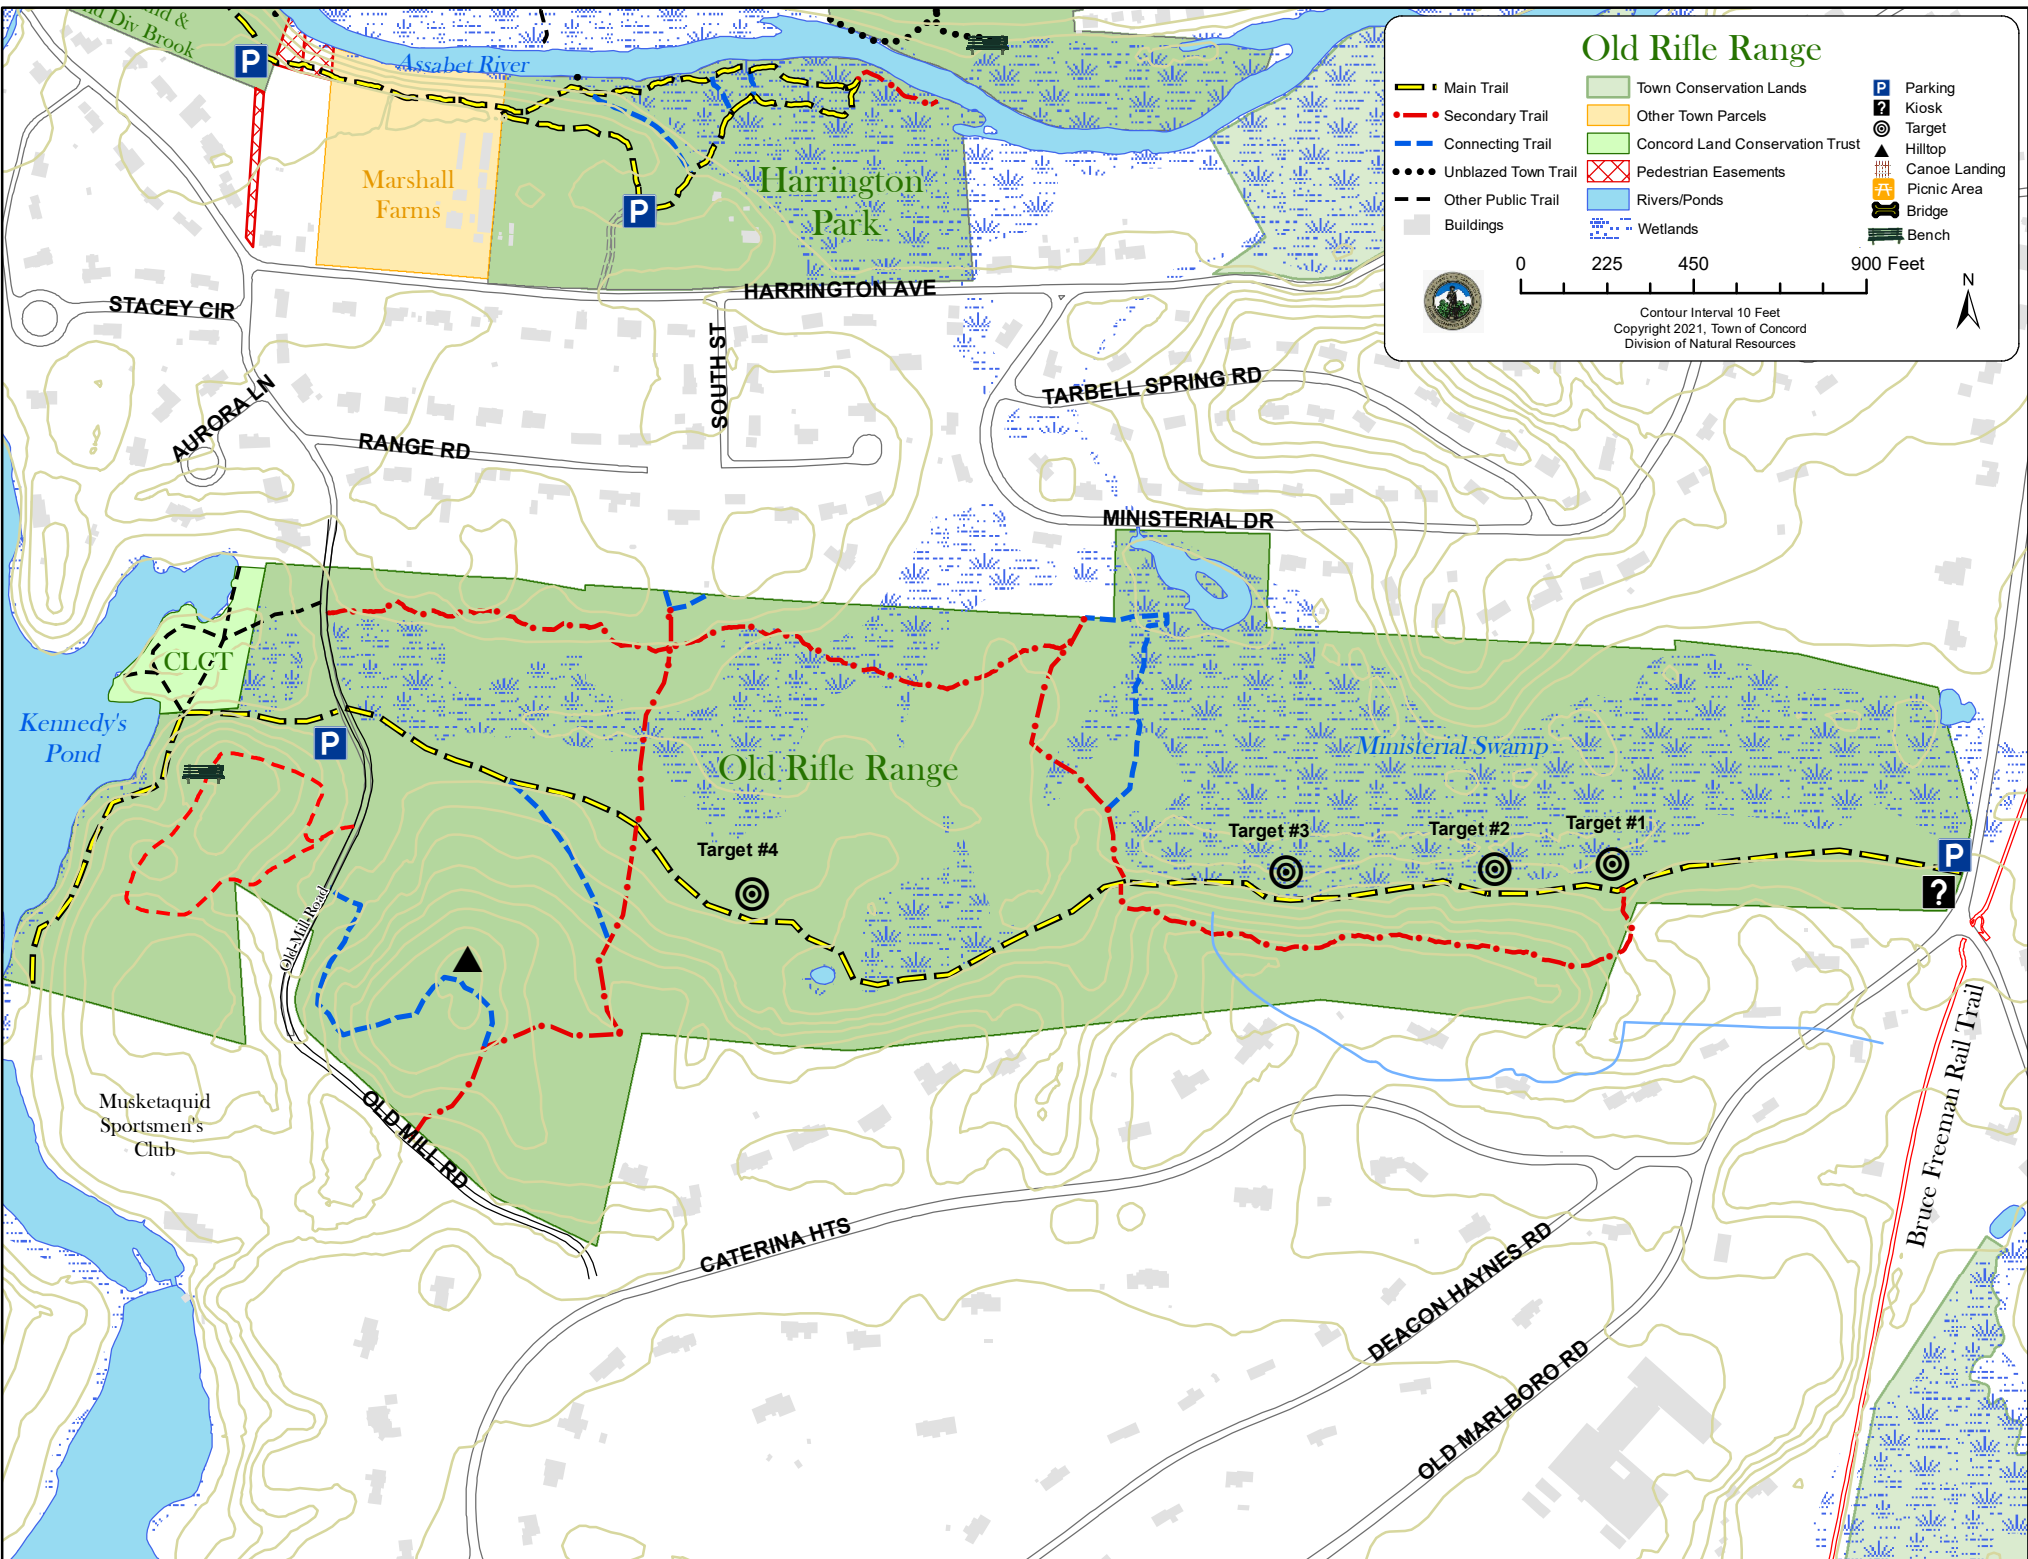 Div Brook
Assabet River
Marshall
Farms
Harrington
Park
P
P
Old Rifle Range
Main Trail
Secondary Trail
Connecting Trail
Unblazed Town Trail
Other Public Trail
Buildings
Town Conservation Lands
Other Town Parcels
Concord Land Conservation Trust
Pedestrian Easements
Rivers/Ponds
Wetlands
P Parking
? Kiosk
Target
Hilltop
Canoe Landing
Picnic Area
Bridge
Bench
0 225 450 900 Feet
N
Contour Interval 10 Feet
Copyright 2021, Town of Concord
Division of Natural Resources
HARRINGTON AVE
STACEY CIR
SOUTH ST
AURORA LN
RANGE RD
TARBELL SPRING RD
MINISTERIAL DR
CLCT
Kennedy's
Pond
P
Old Rifle Range
Ministerial Swamp
Target #4
Target #3
Target #2
Target #1
P
?
Old-Mill-Road
Musketaquid
Sportsmen's
Club
OLD MILL RD
CATERINA HTS
DEACON HAYNES RD
OLD MARLBORO RD
Bruce Freeman Rail Trail